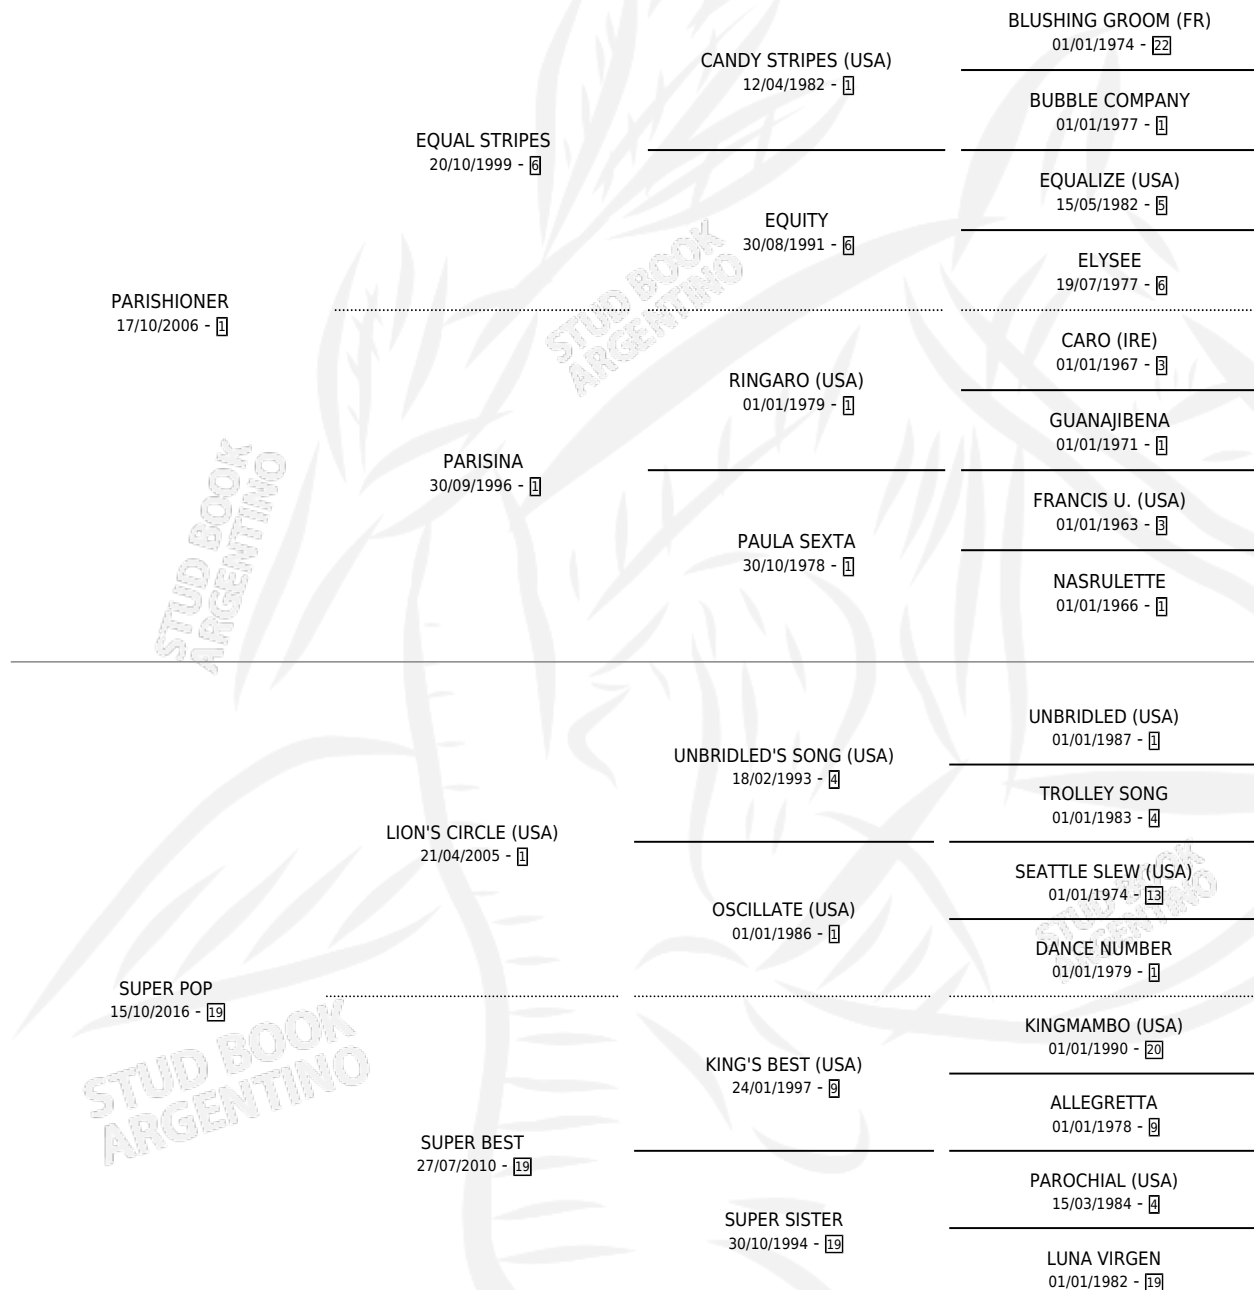 BLUSHING GROOM (FR)
01/01/1974 - 22
CANDY STRIPES (USA)
12/04/1982 - 1
BUBBLE COMPANY
01/01/1977 - 1
EQUAL STRIPES
20/10/1999 - 6
EQUALIZE (USA)
15/05/1982 - 5
EQUITY
30/08/1991 - 6
ELYSEE
19/07/1977 - 6
PARISHIONER
17/10/2006 - 1
CARO (IRE)
01/01/1967 - 3
RINGARO (USA)
01/01/1979 - 1
GUANAJIBENA
01/01/1971 - 1
PARISINA
30/09/1996 - 1
FRANCIS U. (USA)
01/01/1963 - 3
PAULA SEXTA
30/10/1978 - 1
NASRULETTE
01/01/1966 - 1
UNBRIDLED (USA)
01/01/1987 - 1
UNBRIDLED'S SONG (USA)
18/02/1993 - 4
TROLLEY SONG
01/01/1983 - 4
LION'S CIRCLE (USA)
21/04/2005 - 1
SEATTLE SLEW (USA)
01/01/1974 - 13
OSCILLATE (USA)
01/01/1986 - 1
DANCE NUMBER
01/01/1979 - 1
SUPER POP
15/10/2016 - 19
KINGMAMBO (USA)
01/01/1990 - 20
KING'S BEST (USA)
24/01/1997 - 9
ALLEGRETTA
01/01/1978 - 9
SUPER BEST
27/07/2010 - 19
PAROCHIAL (USA)
15/03/1984 - 4
SUPER SISTER
30/10/1994 - 19
LUNA VIRGEN
01/01/1982 - 19
STUD BOOK
ARGENTINO
STUD BOOK
ARGENTINO
STUD BOOK
ARGENTINO
STUD BOOK
ARGENTINO